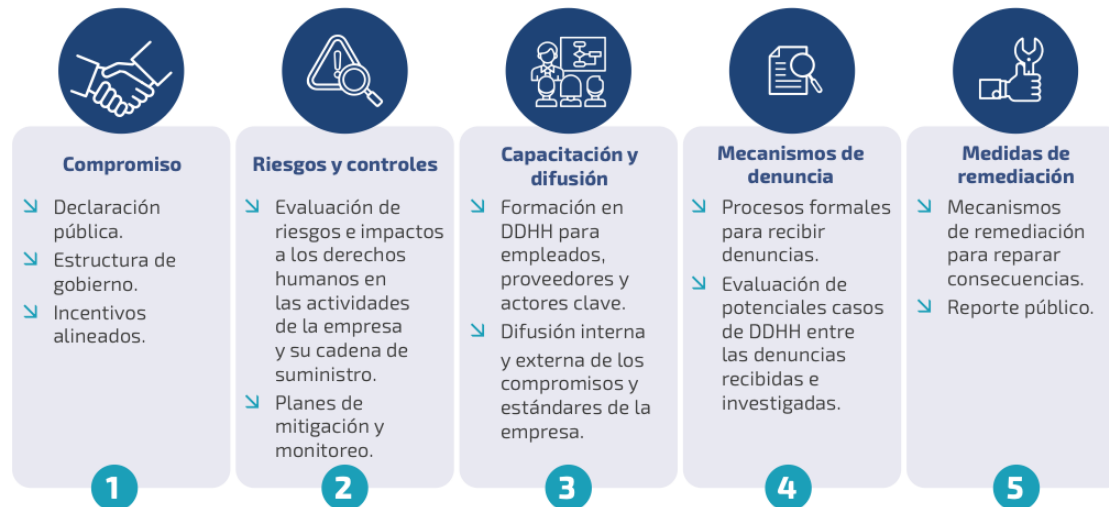 Compromiso
Declaración
pública.
Estructura de
gobierno.
Incentivos
alineados.
1
Riesgos y controles
Evaluación de
riesgos e impactos
a los derechos
humanos en
las actividades
de la empresa
y su cadena de
suministro.
Planes de
mitigación y
monitoreo.
2
Capacitación y
difusión
Formación en
DDHH para
empleados,
proveedores y
actores clave.
Difusión interna
y externa de los
compromisos y
estándares de la
empresa.
3
Mecanismos de
denuncia
Procesos formales
para recibir
denuncias.
Evaluación de
potenciales casos
de DDHH entre
las denuncias
recibidas e
investigadas.
4
Medidas de
remediación
Mecanismos
de remediación
para reparar
consecuencias.
Reporte público.
5